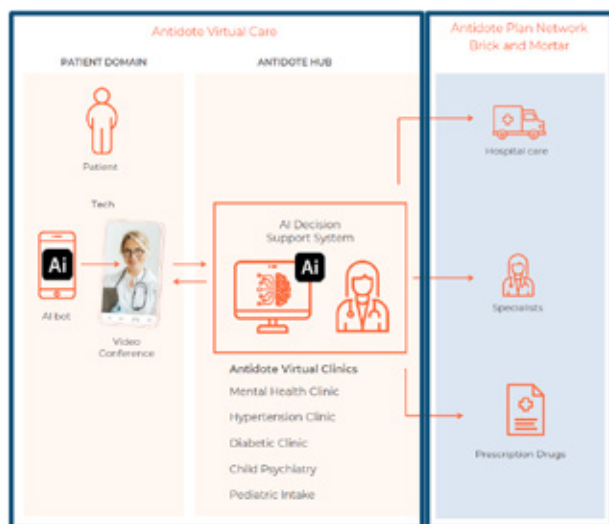 Antidote Virtual Care
Antidote Plan Network
Brick and Mortar
PATIENT DOMAIN
ANTIDOTE HUB
Patient
Hospital care
Tech
AI Decision
Support System
Ai
Ai
AI bot
Video
Conference
Specialists
Antidote Virtual Clinics
Mental Health Clinic
Hypertension Clinic
Diabetic Clinic
Child Psychiatry
Pediatric Intake
Prescription Drugs